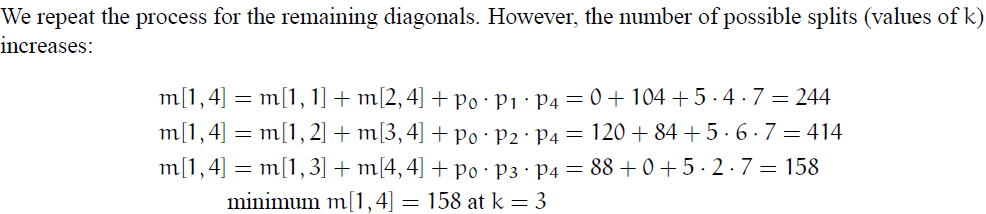 We repeat the process for the remaining diagonals. However, the number of possible splits (values of k)
increases:
m[1, 4] = m[1, 1] + m[2, 4] + p₀ · p₁ · p₄ = 0 + 104 + 5 · 4 · 7 = 244
m[1, 4] = m[1, 2] + m[3, 4] + p₀ · p₂ · p₄ = 120 + 84 + 5 · 6 · 7 = 414
m[1, 4] = m[1, 3] + m[4, 4] + p₀ · p₃ · p₄ = 88 + 0 + 5 · 2 · 7 = 158
minimum m[1, 4] = 158 at k = 3